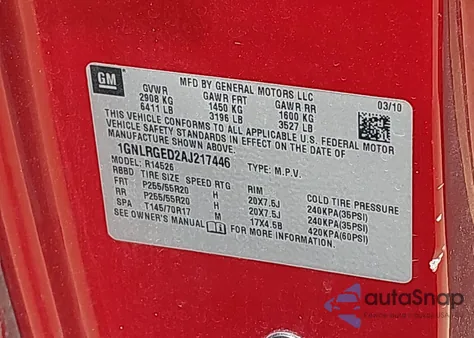 GM
MFD BY GENERAL MOTORS LLC
GVWR GAWR FRT GAWR RR 03/10
2908 KG 1450 KG 1600 KG
6411 LB 3196 LB 3527 LB
THIS VEHICLE CONFORMS TO ALL APPLICABLE U.S. FEDERAL MOTOR
VEHICLE SAFETY STANDARDS IN EFFECT ON THE DATE OF
MANUFACTURE SHOWN ABOVE.
1GNLRGED2AJ217446 TYPE: M.P.V.
MODEL: R14526
RBBD TIRE SIZE SPEED RTG RIM COLD TIRE PRESSURE
FRT P255/55R20 H 20X7.5J 240KPA(35PSI)
RR P255/55R20 H 20X7.5J 240KPA(35PSI)
SPA T145/70R17 M 17X4.5B 420KPA(60PSI)
SEE OWNER'S MANUAL FOR MORE INFORMATION.
autaSnap